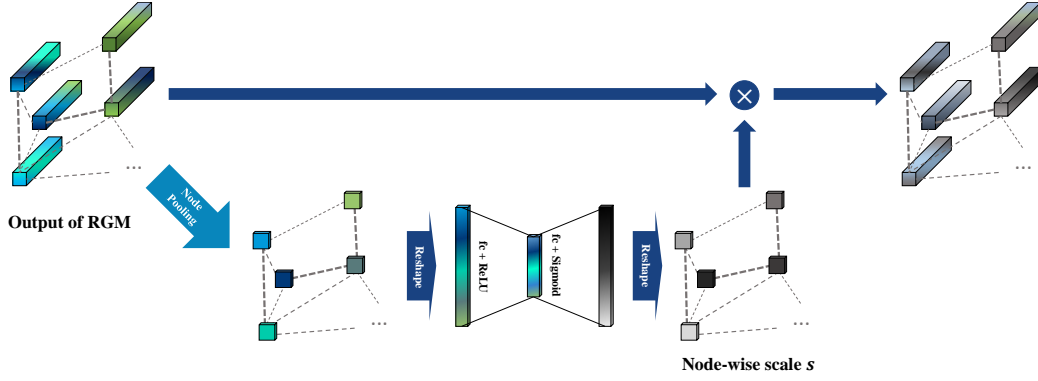 ...
Output of RGM
Node
Pooling
...
Reshape
fc + ReLU
fc + Sigmoid
Reshape
...
Node-wise scale s